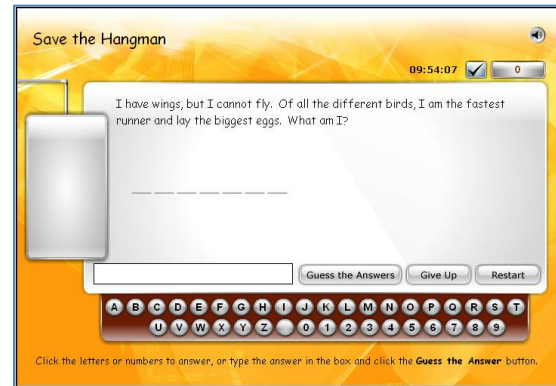 Save the Hangman
09:54:07
0
I have wings, but I cannot fly. Of all the different birds, I am the fastest
runner and lay the biggest eggs. What am I?
Guess the Answers Give Up Restart
A B C D E F G H I J K L M N O P Q R S T
U V W X Y Z 0 1 2 3 4 5 6 7 8 9
Click the letters or numbers to answer, or type the answer in the box and click the Guess the Answer button.